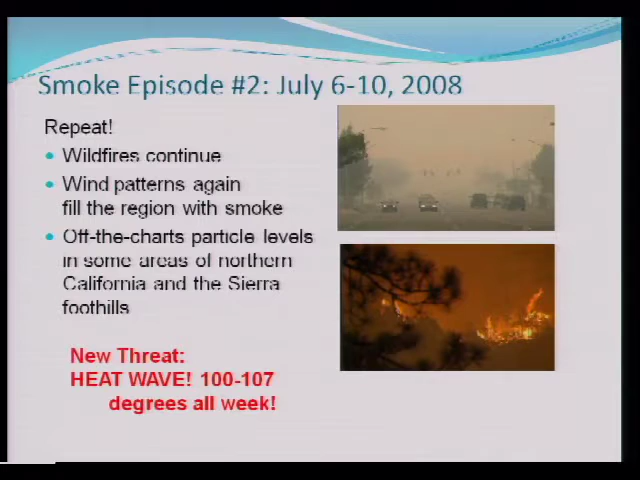 Smoke Episode #2: July 6-10, 2008
Repeat!
• Wildfires continue
• Wind patterns again
fill the region with smoke
• Off-the-charts particle levels
in some areas of northern
California and the Sierra
foothills
New Threat:
HEAT WAVE! 100-107
degrees all week!